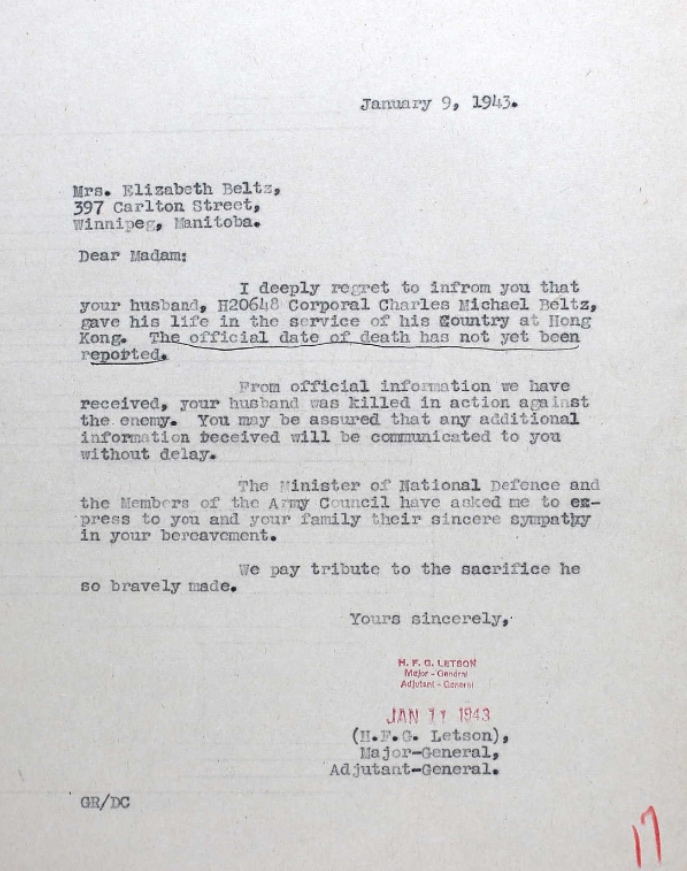 January 9, 1943.
Mrs. Elizabeth Beltz,
397 Carlton Street,
Winnipeg, Manitoba.
Dear Madam:
I deeply regret to infrom you that
your husband, H20648 Corporal Charles Michael Beltz,
gave his life in the service of his Country at Hong
Kong. The official date of death has not yet been
reported.
From official information we have
received, your husband was killed in action against
the enemy. You may be assured that any additional
information received will be communicated to you
without delay.
The Minister of National Defence and
the Members of the Army Council have asked me to ex-
press to you and your family their sincere sympathy
in your bereavement.
We pay tribute to the sacrifice he
so bravely made.
Yours sincerely,
H. F. G. LETSON
Major - General
Adjutant - General
JAN 11 1943
(H.F.G. Letson),
Major-General,
Adjutant-General.
GR/DC
17